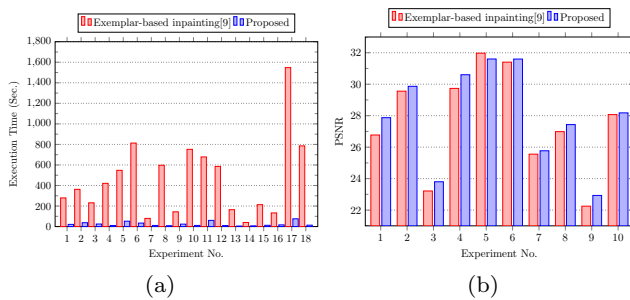 Exemplar-based inpainting[9] Proposed
1,800
1,600
1,400
1,200
1,000
800
600
400
200
0
Execution Time (Sec.)
1 2 3 4 5 6 7 8 9 10 11 12 13 14 15 16 17 18
Experiment No.
(a)
Exemplar-based inpainting[9] Proposed
32
30
28
26
24
22
PSNR
1 2 3 4 5 6 7 8 9 10
Experiment No.
(b)